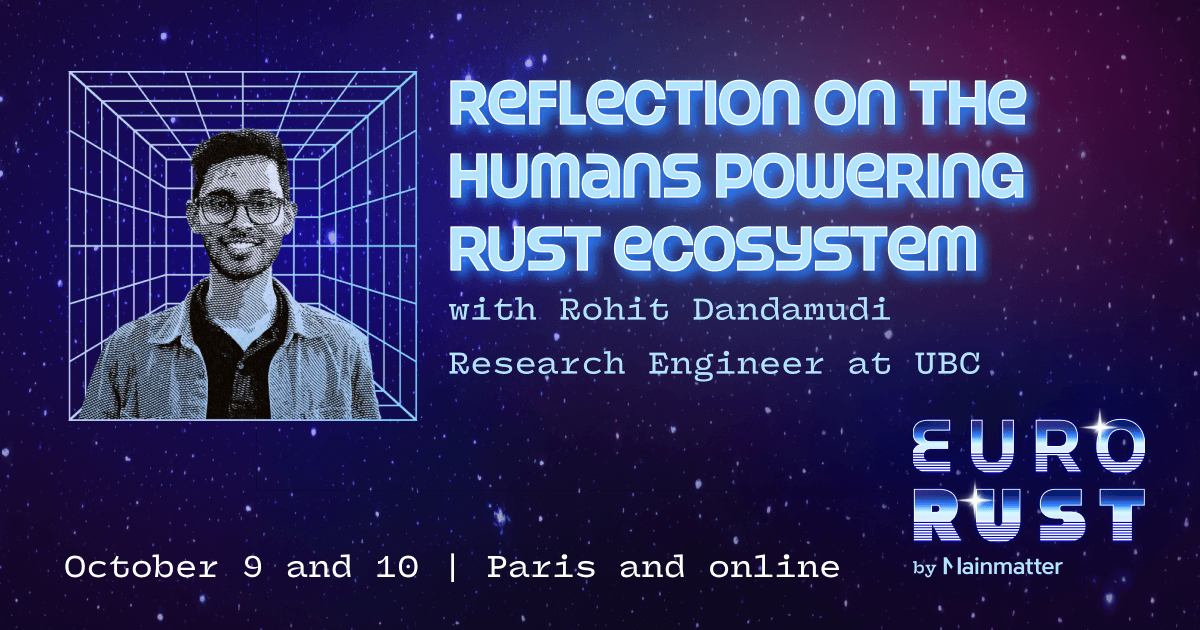 REFLECTION ON THE
HUMANS POWERING
RUST ECOSYSTEM
with Rohit Dandamudi
Research Engineer at UBC
EURO
RUST
by Mainmatter
October 9 and 10 | Paris and online